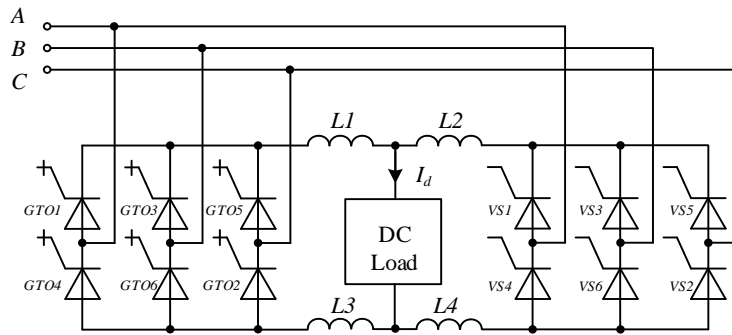 A
B
C
L1 L2
I_d
GTO1 GTO3 GTO5 VS1 VS3 VS5
DC
Load
GTO4 GTO6 GTO2 VS4 VS6 VS2
L3 L4